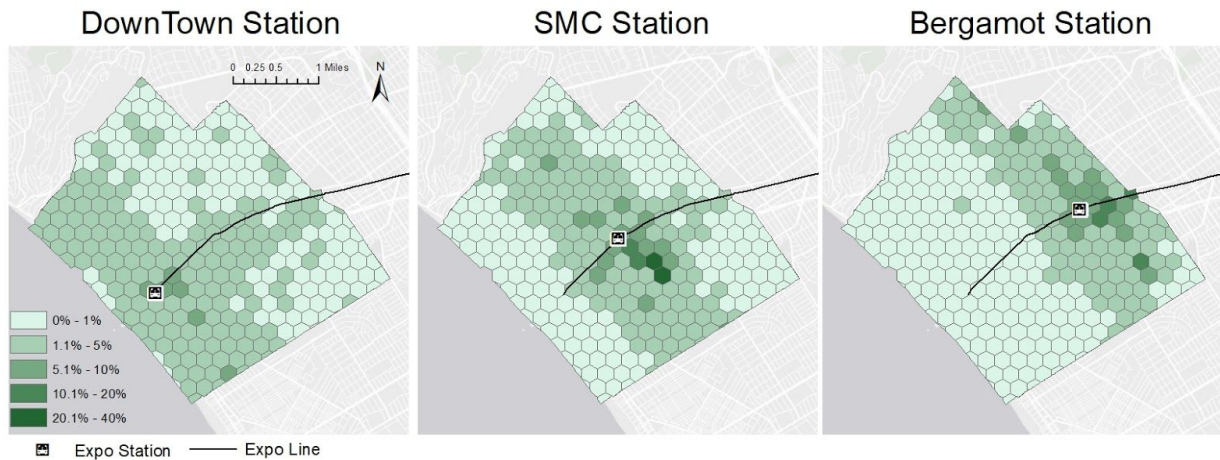 DownTown Station
SMC Station
Bergamot Station
0 0.25 0.5 1 Miles
N
0% - 1%
1.1% - 5%
5.1% - 10%
10.1% - 20%
20.1% - 40%
Expo Station
Expo Line